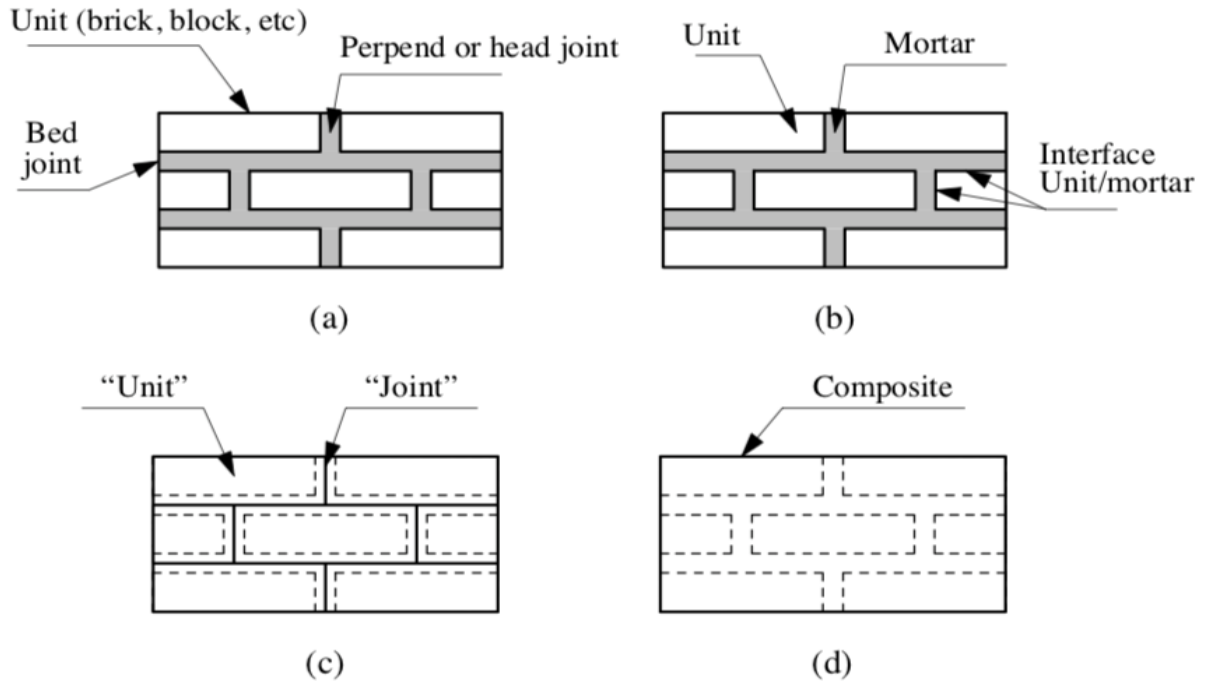 Unit (brick, block, etc)
Perpend or head joint
Bed
joint
(a)
Unit
Mortar
Interface
Unit/mortar
(b)
“Unit”
“Joint”
(c)
Composite
(d)